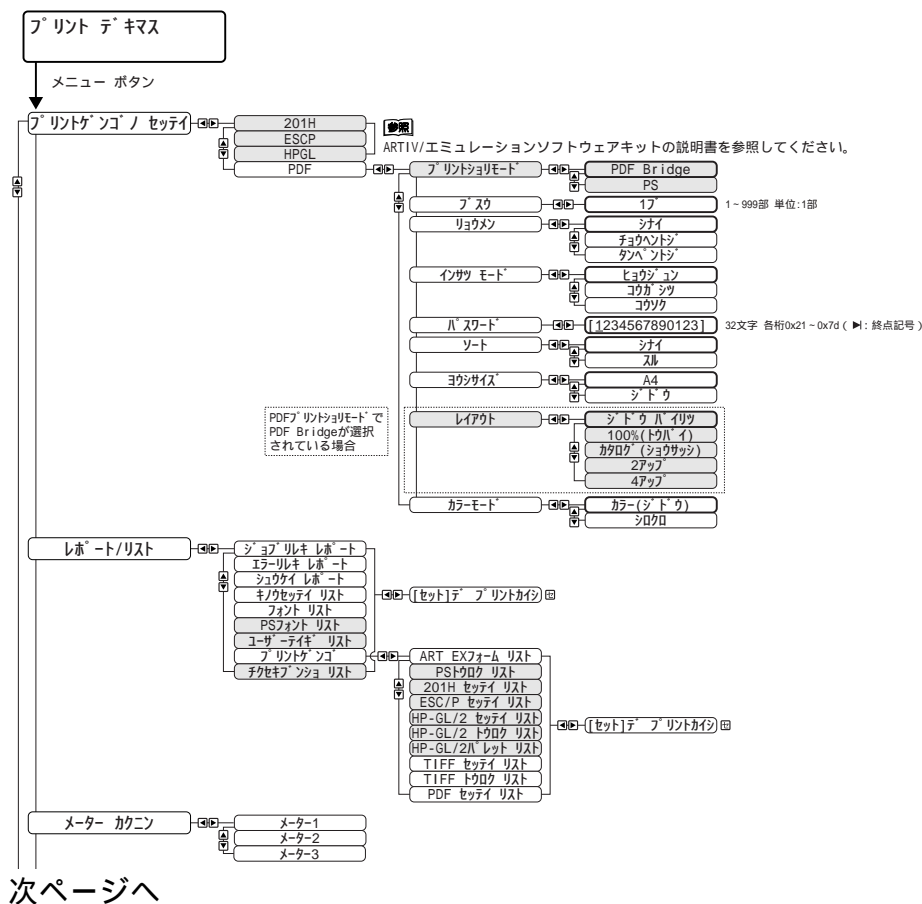 ﾌﾟﾘﾝﾄ ﾃﾞｷﾏｽ
メニュー ボタン
ﾌﾟﾘﾝﾄｹﾞﾝｺﾞﾉ ｾｯﾃｲ
201H
ESCP
HPGL
PDF
参照
ARTIV/エミュレーションソフトウェアキットの説明書を参照してください。
ﾌﾟﾘﾝﾄｼｮﾘﾓｰﾄﾞ
PDF Bridge
PS
ﾌﾞｽｳ
1ﾌﾞ
1~999部 単位:1部
ﾘｮｳﾒﾝ
ｼﾅｲ
ﾁｮｳﾍﾝﾄｼﾞ
ﾀﾝﾍﾟﾝﾄｼﾞ
ｲﾝｻﾂ ﾓｰﾄﾞ
ﾋｮｳｼﾞｭﾝ
ｺｳｶﾞｼﾂ
ｺｳｿｸ
ﾊﾟｽﾜｰﾄﾞ
[1234567890123]
32文字 各桁0x21~0x7d ( ▶|: 終点記号 )
ｿｰﾄ
ｼﾅｲ
ｽﾙ
ﾖｳｼｻｲｽﾞ
A4
ｼﾞﾄﾞｳ
PDFﾌﾟﾘﾝﾄｼｮﾘﾓｰﾄﾞで
PDF Bridgeが選択
されている場合
ﾚｲｱｳﾄ
ｼﾞﾄﾞｳ ﾊﾞｲﾘﾂ
100%(ﾄｳﾊﾞｲ)
ｶﾀﾛｸﾞ(ｼｮｳｻｯｼ)
2ｱｯﾌﾟ
4ｱｯﾌﾟ
ｶﾗｰﾓｰﾄﾞ
ｶﾗｰ(ｼﾞﾄﾞｳ)
ｼﾛｸﾛ
ﾚﾎﾟｰﾄ/ﾘｽﾄ
ｼﾞｮﾌﾞﾘﾚｷ ﾚﾎﾟｰﾄ
ｴﾗｰﾘﾚｷ ﾚﾎﾟｰﾄ
ｼｭｳｹｲ ﾚﾎﾟｰﾄ
ｷﾉｳｾｯﾃｲ ﾘｽﾄ
ﾌｫﾝﾄ ﾘｽﾄ
PSﾌｫﾝﾄ ﾘｽﾄ
ﾕｰｻﾞｰﾃｲｷﾞ ﾘｽﾄ
ﾌﾟﾘﾝﾄｹﾞﾝｺﾞ
ﾁｸｾｷﾌﾞﾝｼｮ ﾘｽﾄ
[ｾｯﾄ]ﾃﾞ ﾌﾟﾘﾝﾄｶｲｼ
ART EXﾌｫｰﾑ ﾘｽﾄ
PSﾄｳﾛｸ ﾘｽﾄ
201H ｾｯﾃｲ ﾘｽﾄ
ESC/P ｾｯﾃｲ ﾘｽﾄ
HP-GL/2 ｾｯﾃｲ ﾘｽﾄ
HP-GL/2 ﾄｳﾛｸ ﾘｽﾄ
HP-GL/2ﾊﾟﾚｯﾄ ﾘｽﾄ
TIFF ｾｯﾃｲ ﾘｽﾄ
TIFF ﾄｳﾛｸ ﾘｽﾄ
PDF ｾｯﾃｲ ﾘｽﾄ
[ｾｯﾄ]ﾃﾞ ﾌﾟﾘﾝﾄｶｲｼ
ﾒｰﾀｰ ｶｸﾆﾝ
ﾒｰﾀｰ1
ﾒｰﾀｰ2
ﾒｰﾀｰ3
次ページへ